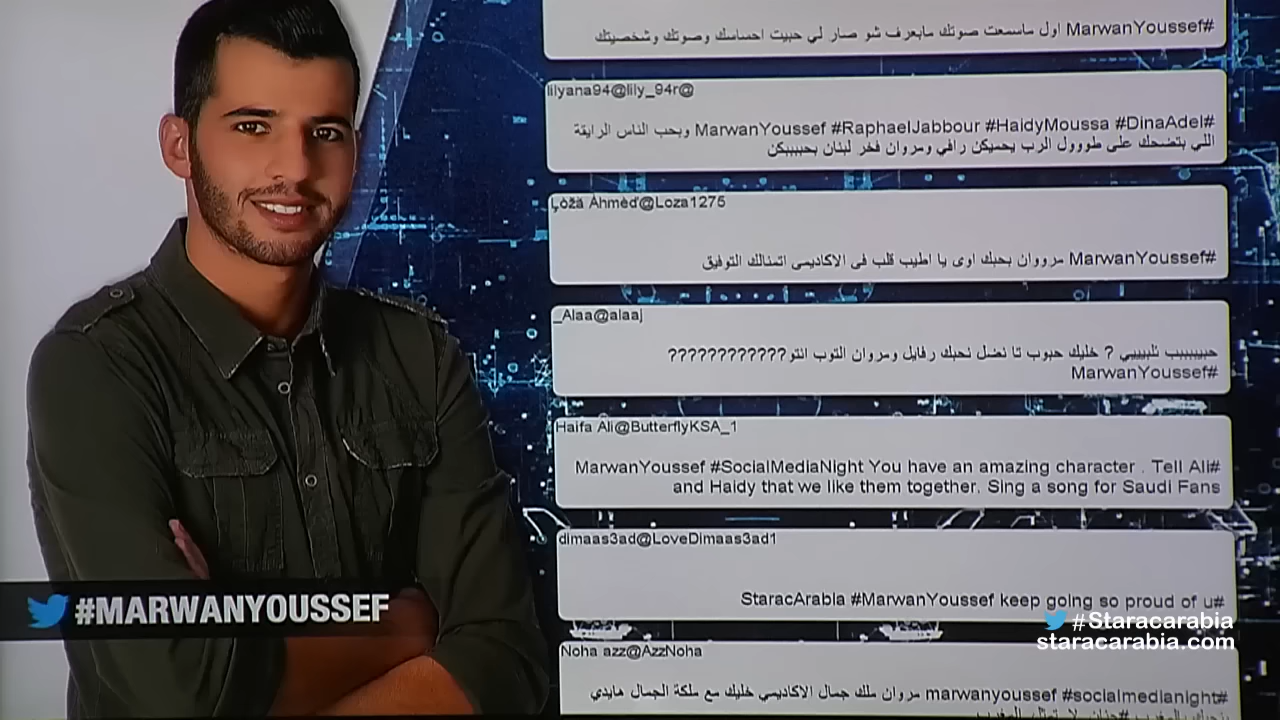 #MarwanYoussef اول ماسمعت صوتك مابعرف شو صار لي حبيت احساسك وصوتك وشخصيتك
lilyana94@lily_94r@
#MarwanYoussef #RaphaelJabbour #HaidyMoussa #DinaAdel وبحب الناس الرايقة
اللي بتضحك على طووول الرب يحميكن رافي ومروان فخر لبنان بحبببكن
Ļòžã Áhmèď@Loza1275
#MarwanYoussef مرووان بحبك اوى يا اطيب قلب فى الاكاديمى اتمنالك التوفيق
_Alaa@alaaj
حبيبيبيب ? خليك حبوب تا نضل نحبك رفايل ومروان التوب انتو????????????
#MarwanYoussef
Haifa Ali@ButterflyKSA_1
#MarwanYoussef #SocialMediaNight You have an amazing character . Tell Ali
and Haidy that we like them together. Sing a song for Saudi Fans
dimaas3ad@LoveDimaas3ad1
#StaracArabia #MarwanYoussef keep going so proud of u
Noha azz@AzzNoha
#marwanyoussef #socialmedianight مروان ملك جمال الاكاديمي خليك مع ملكة الجمال هايدي
#MARWANYOUSSEF
#Staracarabia
staracarabia.com